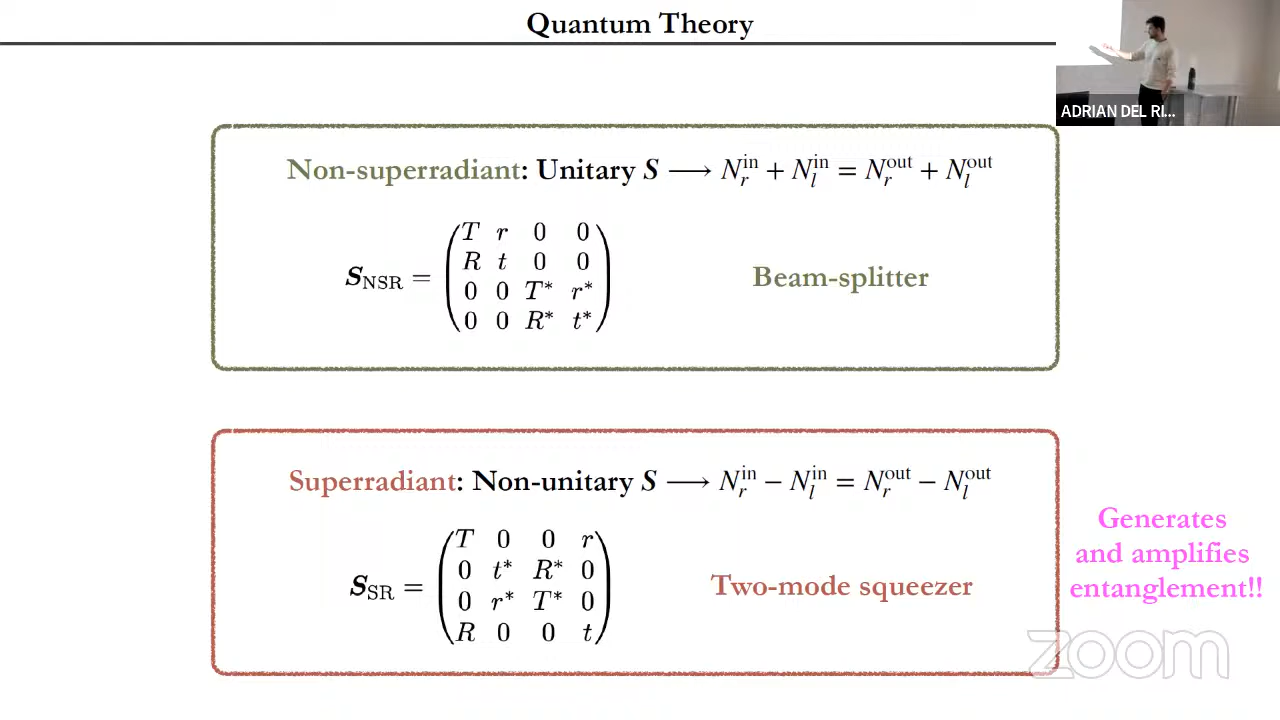 Quantum Theory
ADRIAN DEL RI...
Non-superradiant: Unitary S ⟶ N_r^in + N_l^in = N_r^out + N_l^out
S_NSR = 
T r 0 0
R t 0 0
0 0 T* r*
0 0 R* t*
Beam-splitter
Superradiant: Non-unitary S ⟶ N_r^in − N_l^in = N_r^out − N_l^out
S_SR = 
T 0 0 r
0 t* R* 0
0 r* T* 0
R 0 0 t
Two-mode squeezer
Generates
and amplifies
entanglement!!
zoom